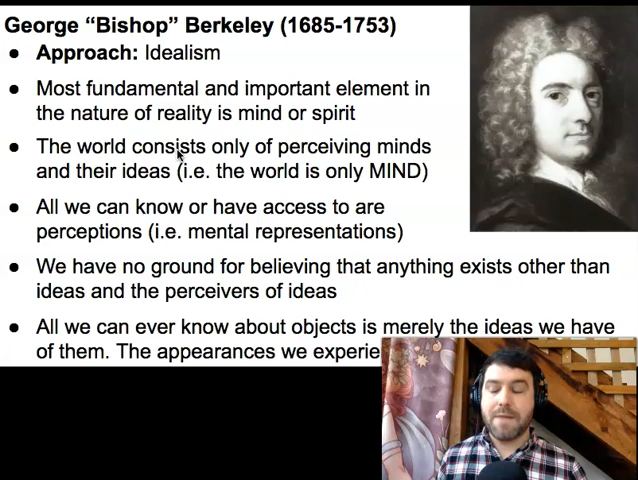 George “Bishop” Berkeley (1685-1753)
● Approach: Idealism
● Most fundamental and important element in
the nature of reality is mind or spirit
● The world consists only of perceiving minds
and their ideas (i.e. the world is only MIND)
● All we can know or have access to are
perceptions (i.e. mental representations)
● We have no ground for believing that anything exists other than
ideas and the perceivers of ideas
● All we can ever know about objects is merely the ideas we have
of them. The appearances we